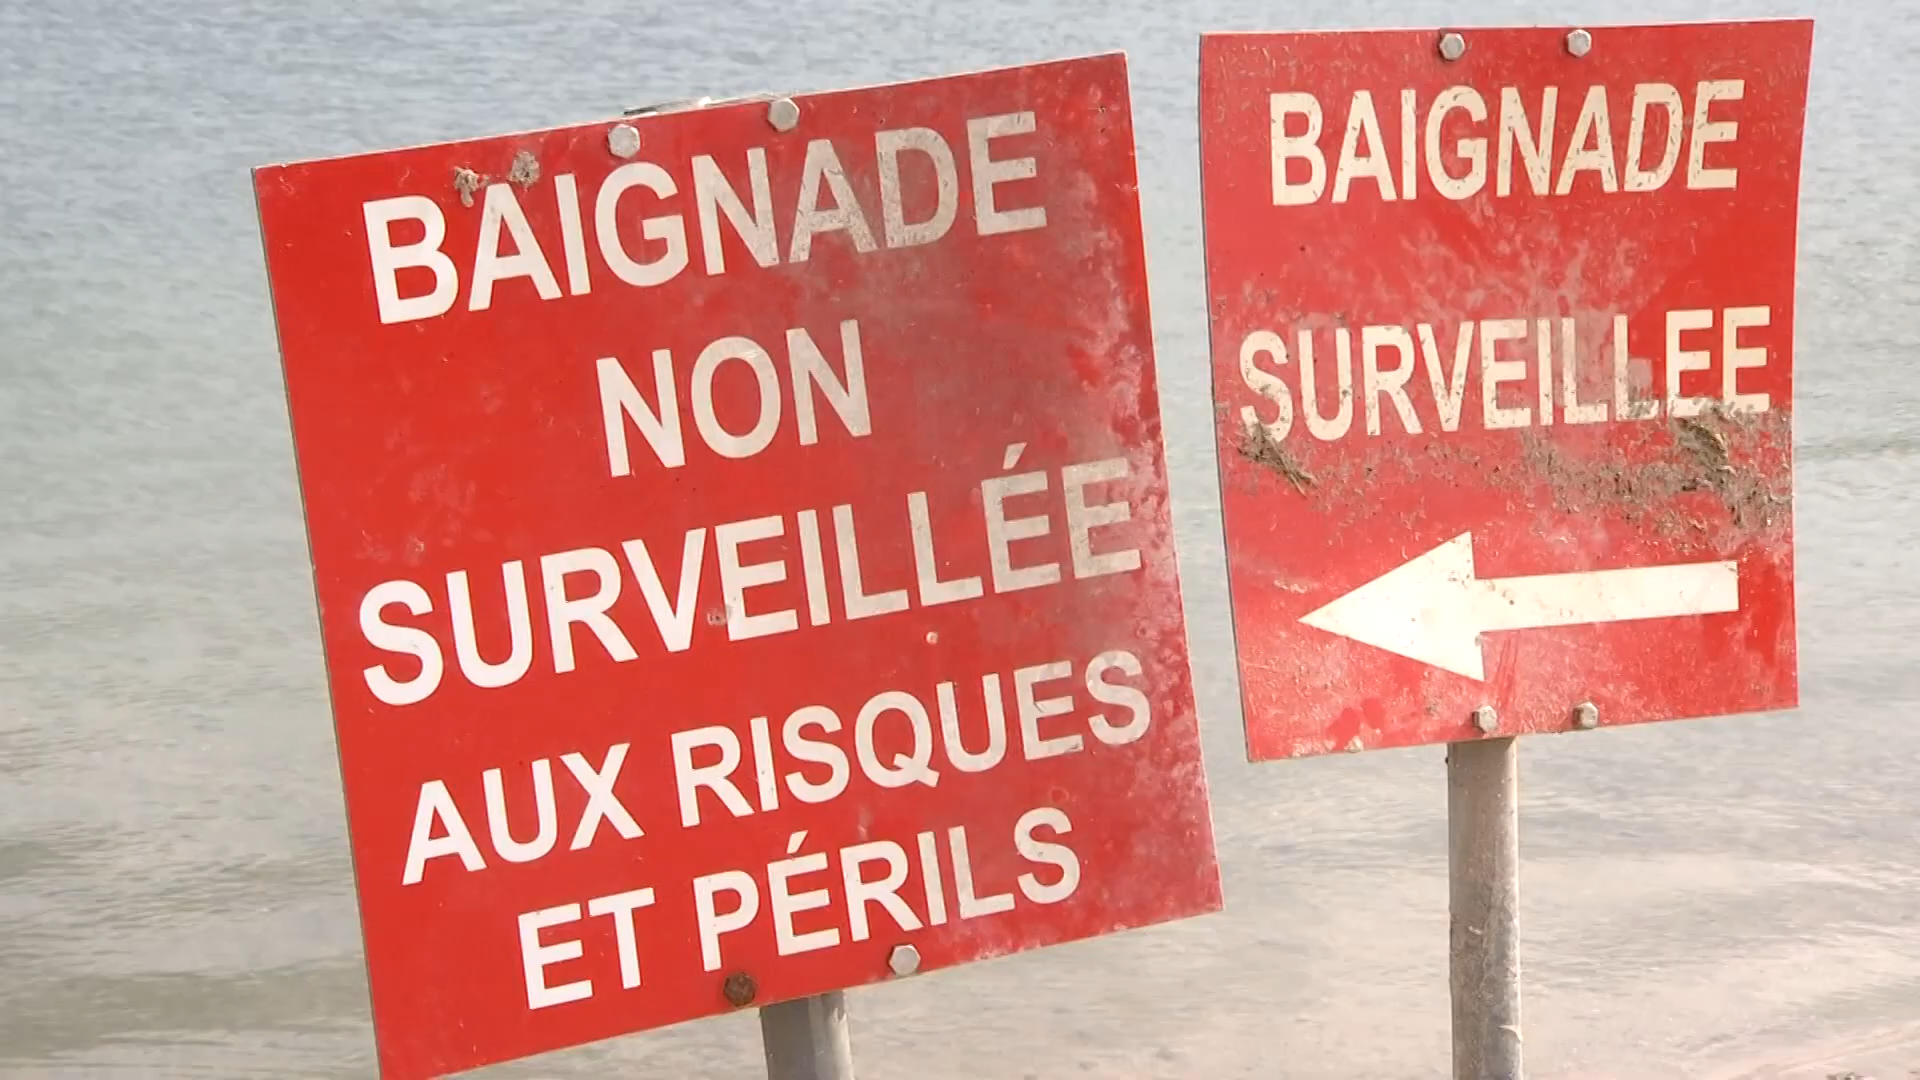 BAIGNADE
NON
SURVEILLÉE
AUX RISQUES
ET PÉRILS
BAIGNADE
SURVEILLEE